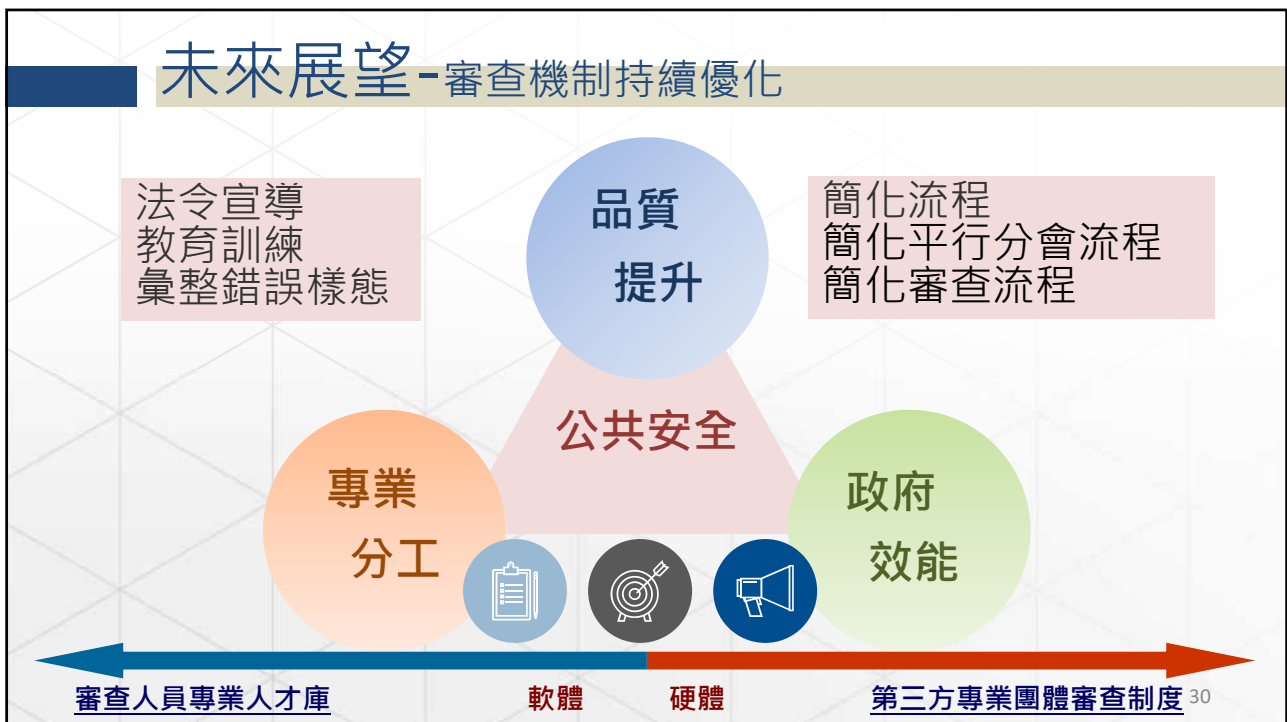 未來展望-審查機制持續優化
法令宣導
教育訓練
彙整錯誤樣態
品質
提升
簡化流程
簡化平行分會流程
簡化審查流程
公共安全
專業
分工
政府
效能
審查人員專業人才庫
軟體
硬體
第三方專業團體審查制度
30